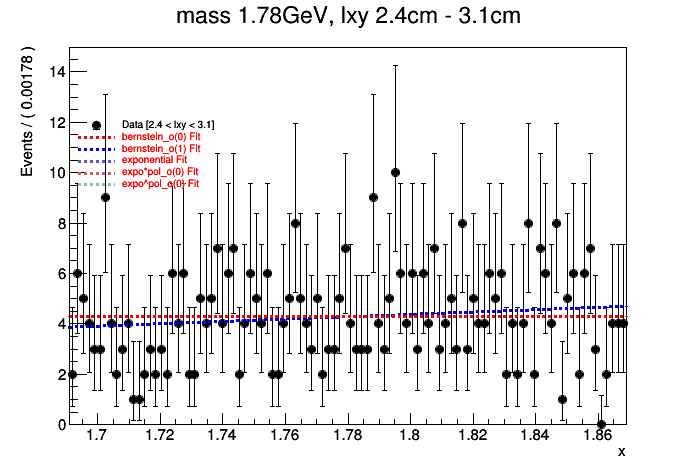 mass 1.78GeV, lxy 2.4cm - 3.1cm
Events / ( 0.00178 )
14
12
10
8
6
4
2
0
Data [2.4 < lxy < 3.1]
bernstein_o(0) Fit
bernstein_o(1) Fit
exponential Fit
expo*pol_o(0) Fit
expo^pol_o(0) Fit
1.7 1.72 1.74 1.76 1.78 1.8 1.82 1.84 1.86
x